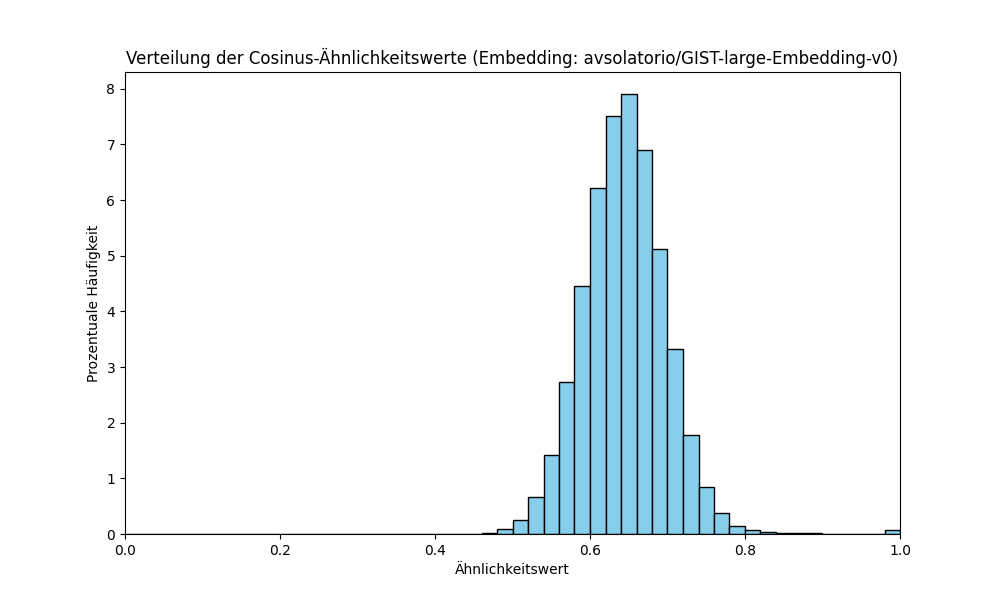 Verteilung der Cosinus-Ähnlichkeitswerte (Embedding: avsolatorio/GIST-large-Embedding-v0)
Prozentuale Häufigkeit
8
7
6
5
4
3
2
1
0
0.0 0.2 0.4 0.6 0.8 1.0
Ähnlichkeitswert